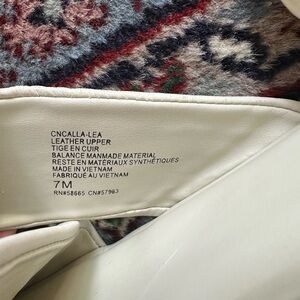 CNCALLA-LEA
LEATHER UPPER
TIGE EN CUIR
BALANCE MANMADE MATERIAL
RESTE EN MATÉRIAUX SYNTHÉTIQUES
MADE IN VIETNAM
FABRIQUÉ AU VIETNAM
7M
RN#58665 CN#57963